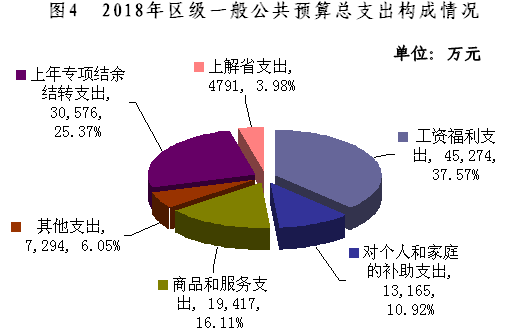 图4 2018年区级一般公共预算总支出构成情况
单位：万元
上年专项结余
结转支出,
30,576,
25.37%
上解省支出,
4791, 3.98%
工资福利支
出, 45,274,
37.57%
其他支出,
7,294, 6.05%
商品和服务支
出, 19,417,
16.11%
对个人和家庭
的补助支出,
13,165,
10.92%